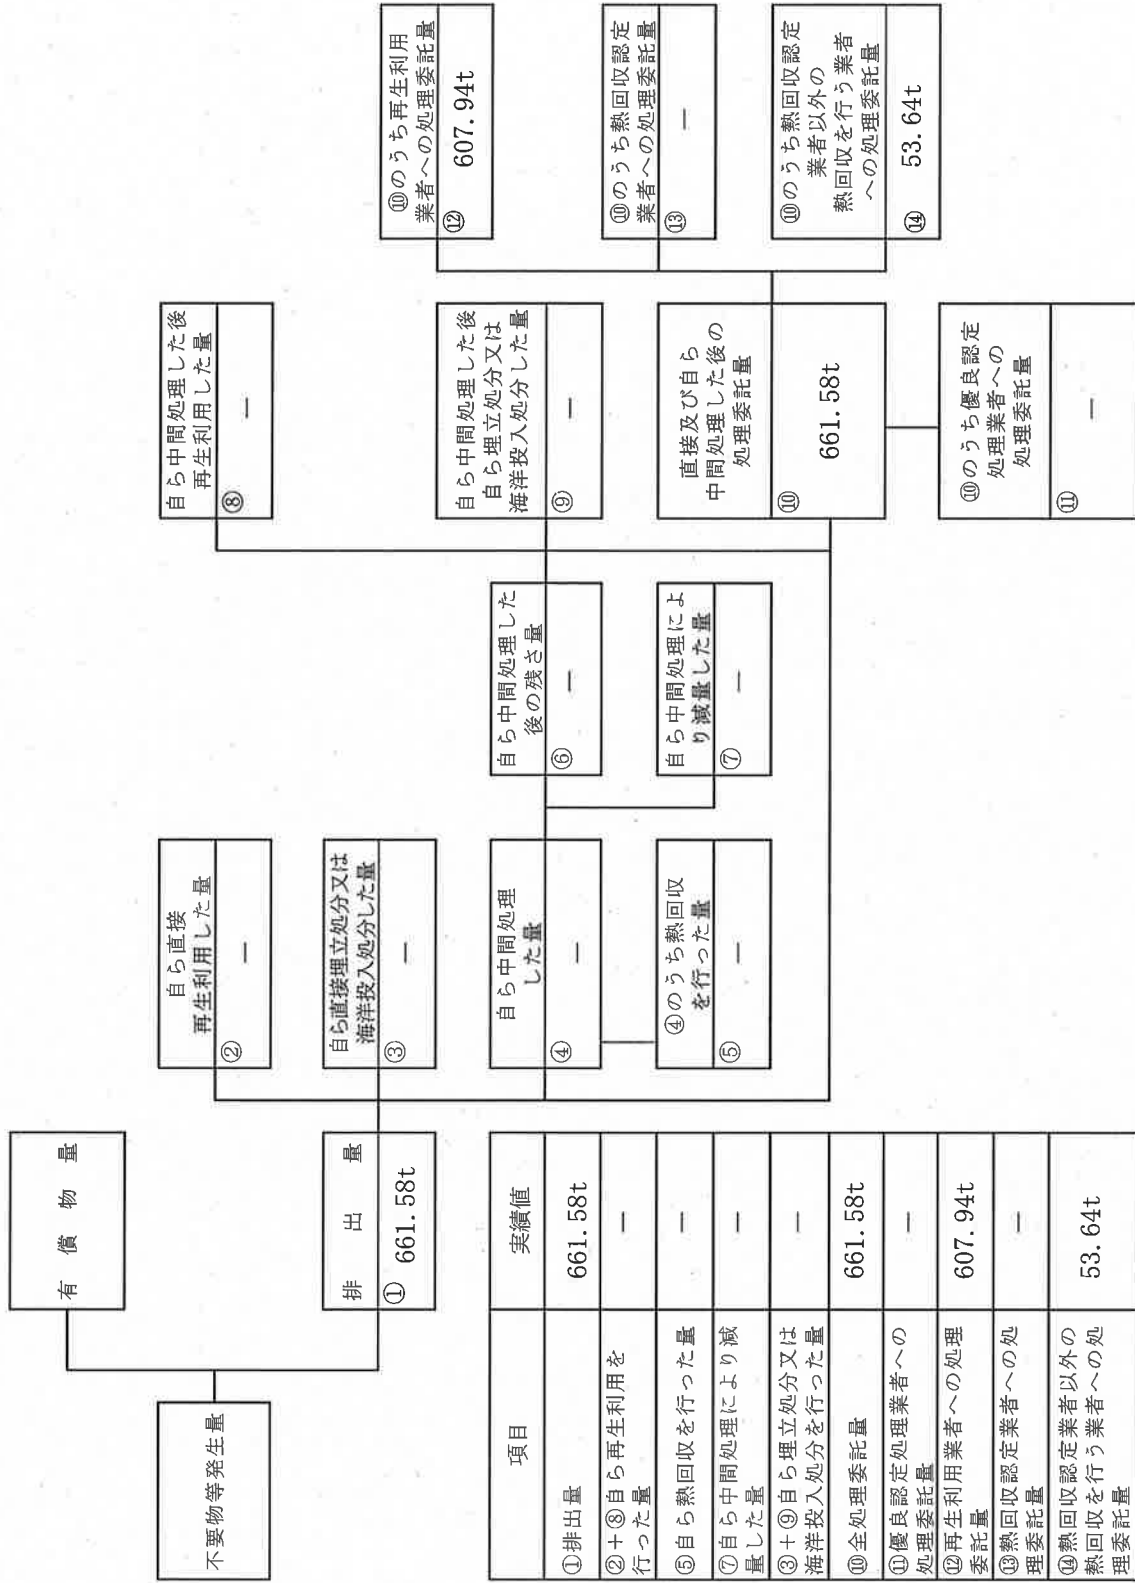 不要物等発生量
有償物量
排出量
① 661.58t
自ら直接
再生利用した量
② －
自ら直接埋立処分又は
海洋投入処分した量
③ －
自ら中間処理
した量
④ －
④のうち熱回収
を行った量
⑤ －
自ら中間処理した
後の残さ量
⑥ －
自ら中間処理によ
り減量した量
⑦ －
自ら中間処理した後
再生利用した量
⑧ －
自ら中間処理した後
自ら埋立処分又は
海洋投入処分した量
⑨ －
直接及び自ら
中間処理した後の
処理委託量
⑩ 661.58t
⑩のうち優良認定
処理業者への
処理委託量
⑪ －
⑩のうち再生利用
業者への処理委託量
⑫ 607.94t
⑩のうち熱回収認定
業者への処理委託量
⑬ －
⑩のうち熱回収認定
業者以外の
熱回収を行う業者
への処理委託量
⑭ 53.64t
項目 実績値
①排出量 661.58t
②＋⑧自ら再生利用を
行った量 －
⑤自ら熱回収を行った量 －
⑦自ら中間処理により減
量した量 －
③＋⑨自ら埋立処分又は
海洋投入処分を行った量 －
⑩全処理委託量 661.58t
⑪優良認定処理業者への
処理委託量 －
⑫再生利用業者への処理
委託量 607.94t
⑬熱回収認定業者への処
理委託量 －
⑭熱回収認定業者以外の
熱回収を行う業者への処
理委託量 53.64t